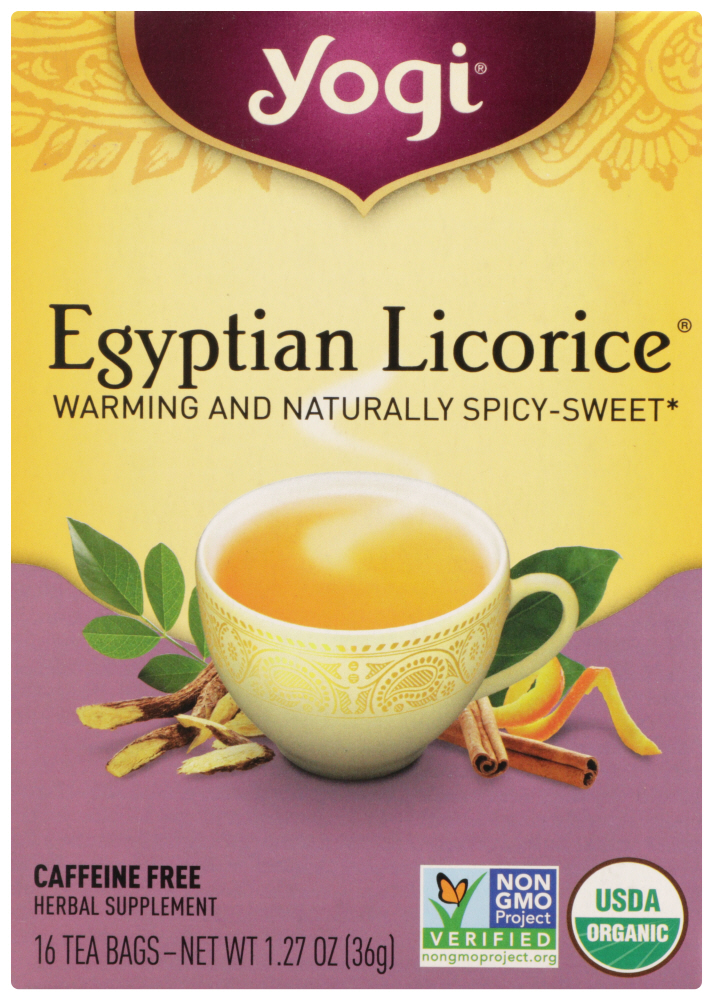 Yogi®
Egyptian Licorice®
WARMING AND NATURALLY SPICY-SWEET*
CAFFEINE FREE
HERBAL SUPPLEMENT
16 TEA BAGS – NET WT 1.27 OZ (36g)
NON
GMO
Project
VERIFIED
nongmoproject.org
USDA
ORGANIC